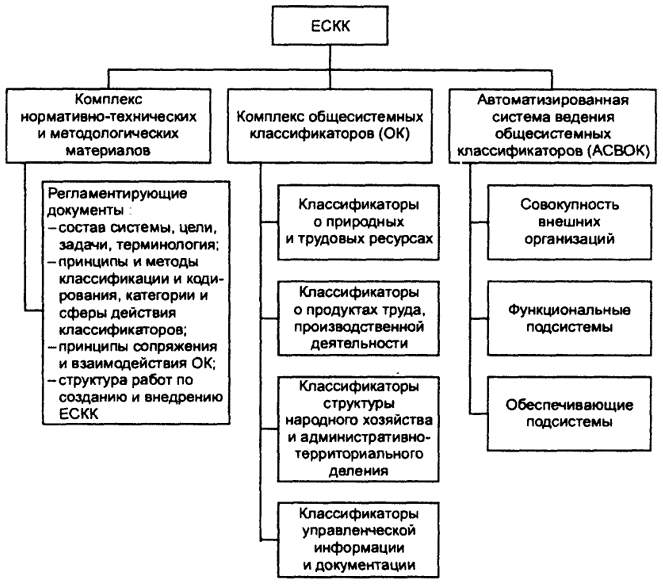 ЕСКК
Комплекс
нормативно-технических
и методологических
материалов
Регламентирующие
документы :
–состав системы, цели,
задачи, терминология;
–принципы и методы
классификации и коди-
рования, категории и
сферы действия
классификаторов;
–принципы сопряжения
и взаимодействия ОК;
–структура работ по
созданию и внедрению
ЕСКК
Комплекс общесистемных
классификаторов (ОК)
Классификаторы
о природных
и трудовых ресурсах
Классификаторы
о продуктах труда,
производственной
деятельности
Классификаторы
структуры
народного хозяйства
и административно-
территориального
деления
Классификаторы
управленческой
информации
и документации
Автоматизированная
система ведения
общесистемных
классификаторов (АСВОК)
Совокупность
внешних
организаций
Функциональные
подсистемы
Обеспечивающие
подсистемы